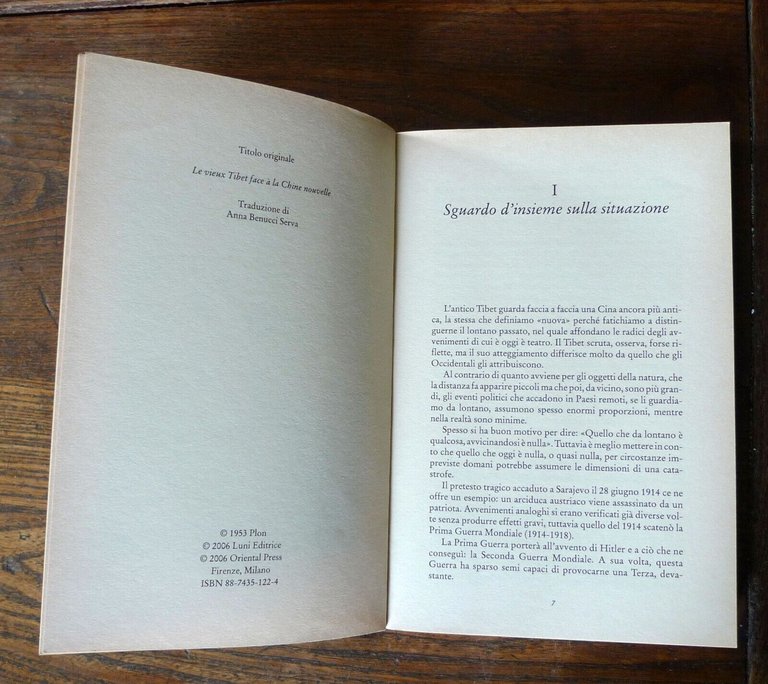 Titolo originale
Le vieux Tibet face à la Chine nouvelle
Traduzione di
Anna Benucci Serva
© 1953 Plon
© 2006 Luni Editrice
© 2006 Oriental Press
Firenze, Milano
ISBN 88-7435-122-4
I
Sguardo d'insieme sulla situazione
L'antico Tibet guarda faccia a faccia una Cina ancora più anti-
ca, la stessa che definiamo «nuova» perché fatichiamo a distin-
guerne il lontano passato, nel quale affondano le radici degli av-
venimenti di cui è oggi è teatro. Il Tibet scruta, osserva, forse ri-
flette, ma il suo atteggiamento differisce molto da quello che gli
Occidentali gli attribuiscono.
Al contrario di quanto avviene per gli oggetti della natura, che
la distanza fa apparire piccoli ma che poi, da vicino, sono più gran-
di, gli eventi politici che accadono in Paesi remoti, se li guardia-
mo da lontano, assumono spesso enormi proporzioni, mentre
nella realtà sono minime.
Spesso si ha buon motivo per dire: «Quello che da lontano è
qualcosa, avvicinandosi è nulla». Tuttavia è meglio mettere in con-
to che quello che oggi è nulla, o quasi nulla, per circostanze im-
previste domani potrebbe assumere le dimensioni di una cata-
strofe.
Il pretesto tragico accaduto a Sarajevo il 28 giugno 1914 ce ne
offre un esempio: un arciduca austriaco viene assassinato da un
patriota. Avvenimenti analoghi si erano verificati già diverse vol-
te senza produrre effetti gravi, tuttavia quello del 1914 scatenò la
Prima Guerra Mondiale (1914-1918).
La Prima Guerra porterà all'avvento di Hitler e a ciò che ne
conseguì: la Seconda Guerra Mondiale. A sua volta, questa
Guerra ha sparso semi capaci di provocarne una Terza, deva-
stante.
7